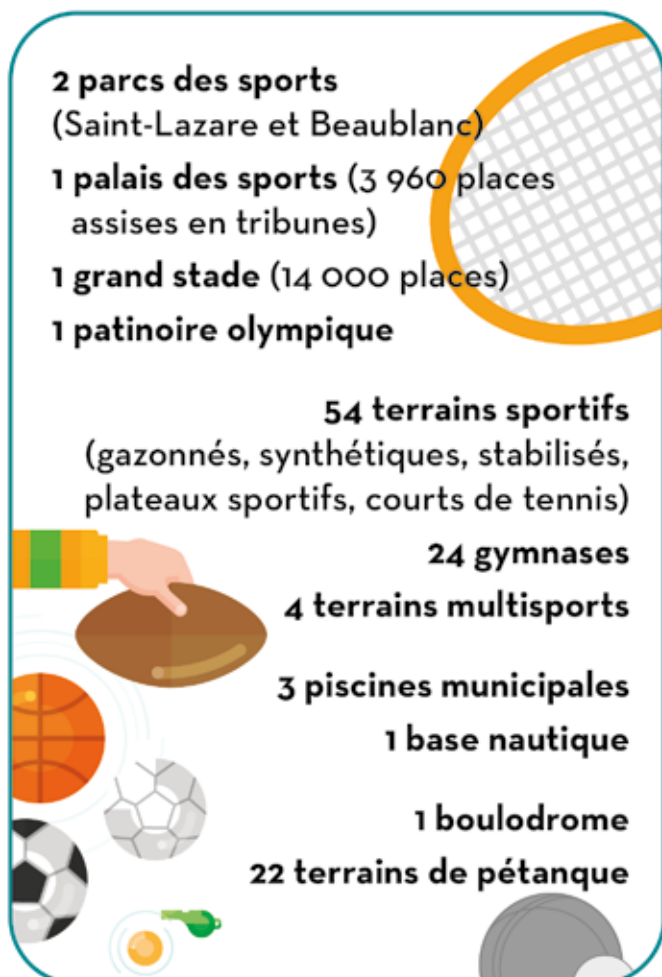 2 parcs des sports
(Saint-Lazare et Beaublanc)
1 palais des sports (3 960 places
assises en tribunes)
1 grand stade (14 000 places)
1 patinoire olympique
54 terrains sportifs
(gazonnés, synthétiques, stabilisés,
plateaux sportifs, courts de tennis)
24 gymnases
4 terrains multisports
3 piscines municipales
1 base nautique
1 boulodrome
22 terrains de pétanque